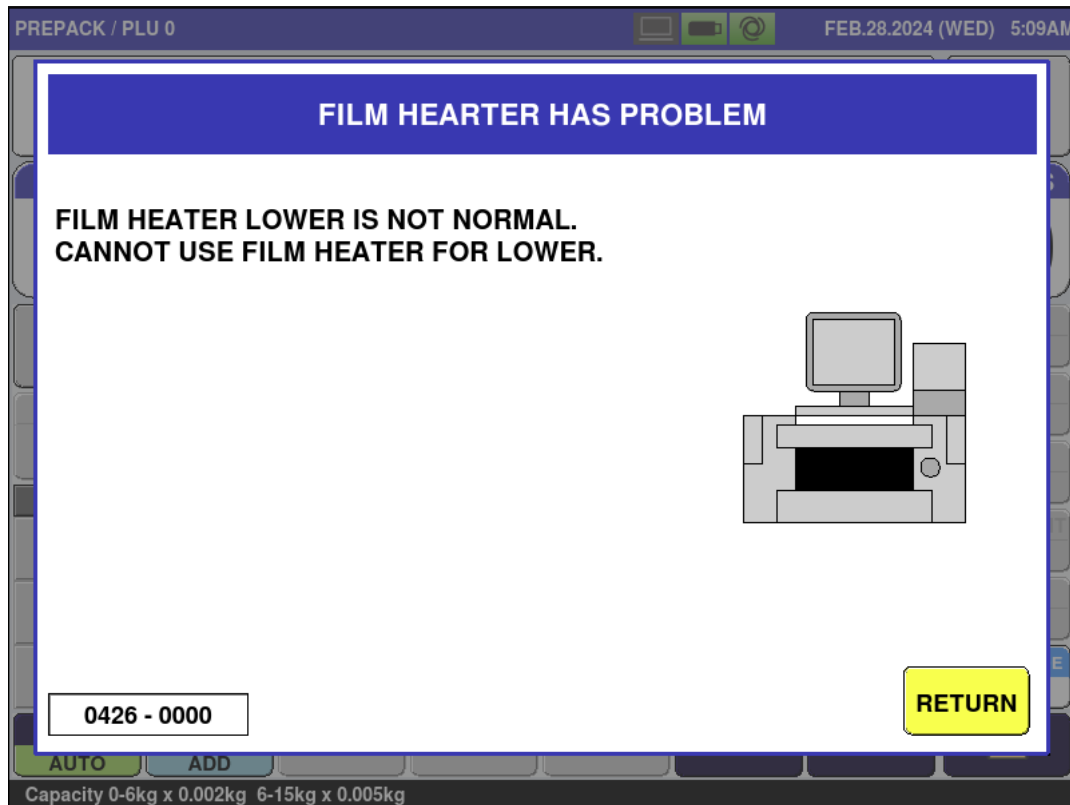 PREPACK / PLU 0
FEB.28.2024 (WED) 5:09AM
FILM HEARTER HAS PROBLEM
FILM HEATER LOWER IS NOT NORMAL.
CANNOT USE FILM HEATER FOR LOWER.
0426 - 0000
RETURN
AUTO
ADD
Capacity 0-6kg x 0.002kg 6-15kg x 0.005kg